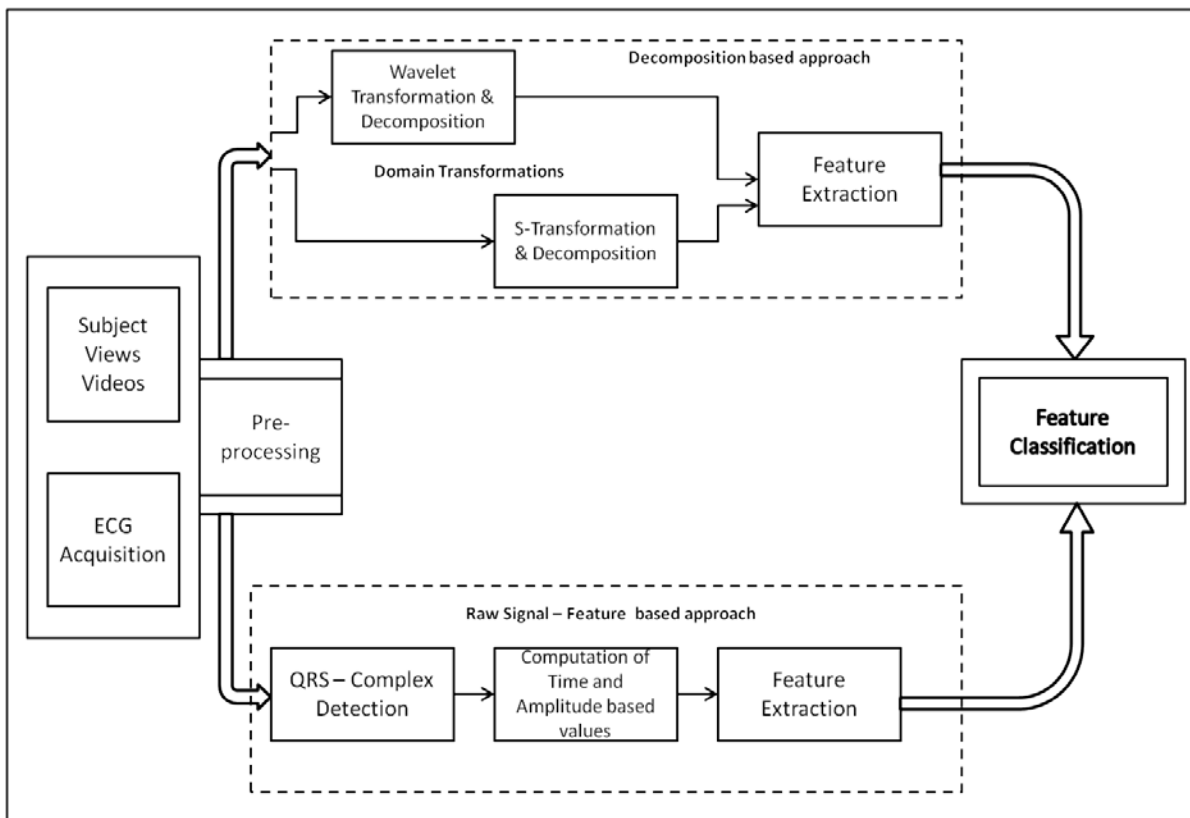 Decomposition based approach
Wavelet
Transformation &
Decomposition
Domain Transformations
S-Transformation
& Decomposition
Feature
Extraction
Subject
Views
Videos
ECG
Acquisition
Pre-
processing
Feature
Classification
Raw Signal – Feature based approach
QRS – Complex
Detection
Computation of
Time and
Amplitude based
values
Feature
Extraction